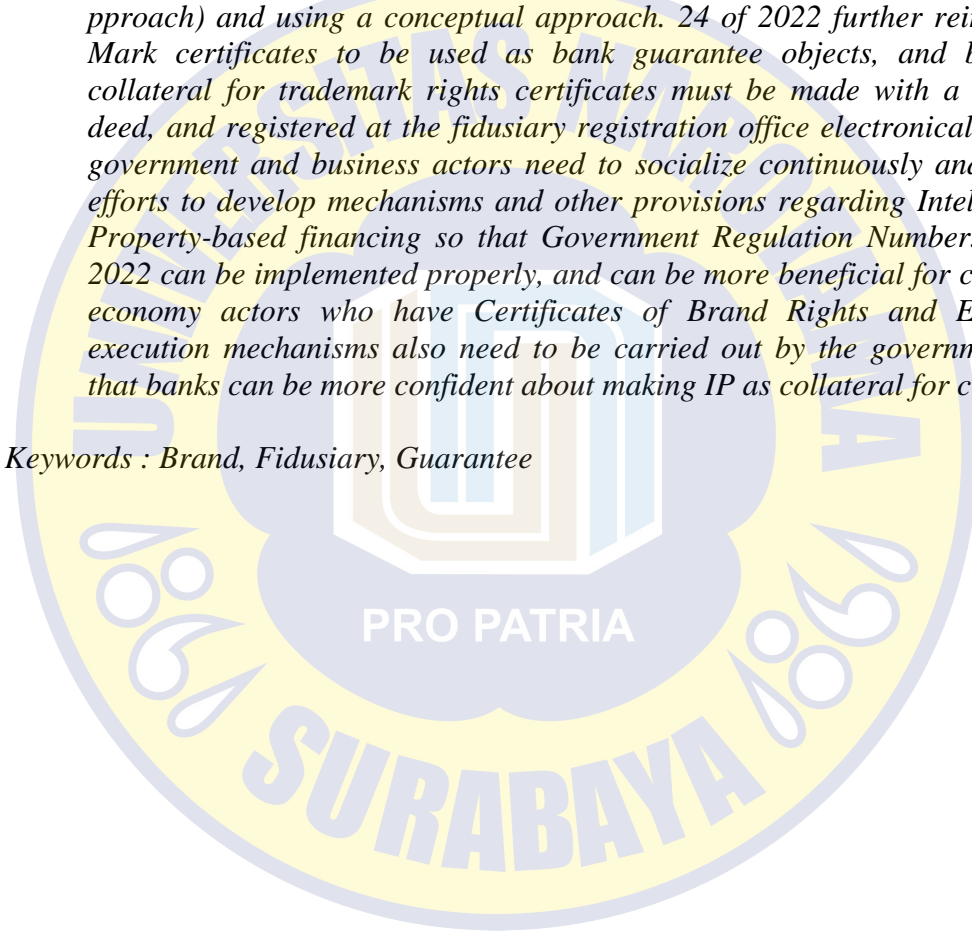 pproach) and using a conceptual approach. 24 of 2022 further rein
Mark certificates to be used as bank guarantee objects, and b
collateral for trademark rights certificates must be made with a
deed, and registered at the fidusiary registration office electronical
government and business actors need to socialize continuously and
efforts to develop mechanisms and other provisions regarding Intel
Property-based financing so that Government Regulation Number
2022 can be implemented properly, and can be more beneficial for c
economy actors who have Certificates of Brand Rights and E
execution mechanisms also need to be carried out by the governm
that banks can be more confident about making IP as collateral for c
Keywords : Brand, Fidusiary, Guarantee
UNIVERSITAS NAROTAMA
PRO PATRIA
SURABAYA